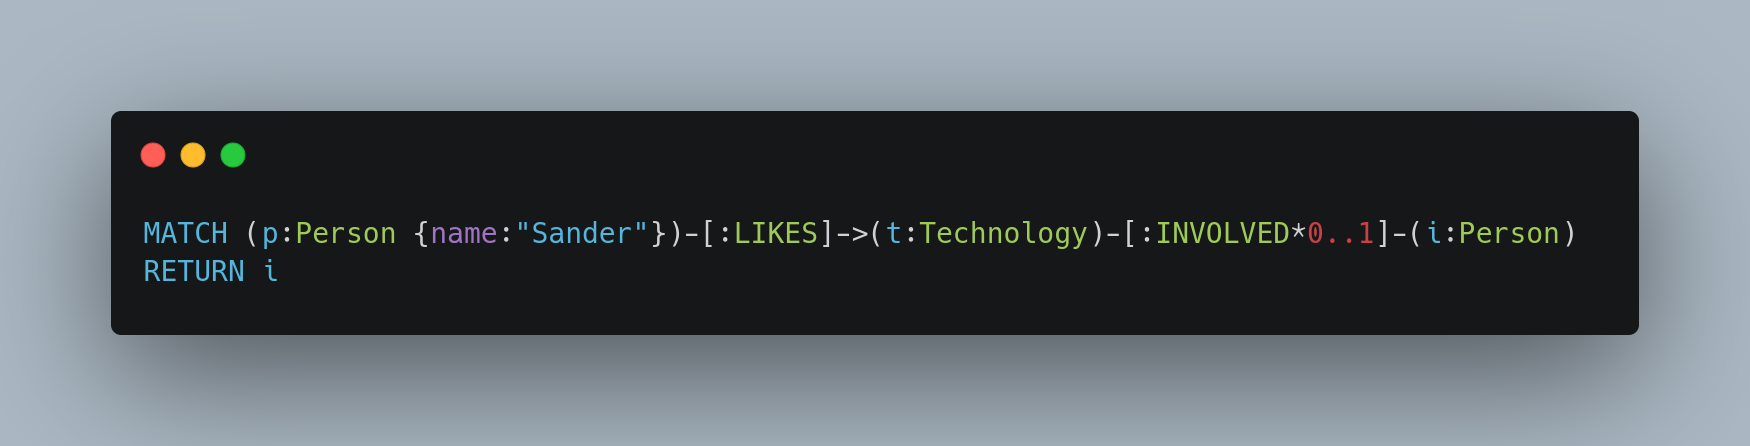 MATCH (p:Person {name:"Sander"})-[:LIKES]->(t:Technology)-[:INVOLVED*0..1]-(i:Person)
RETURN i